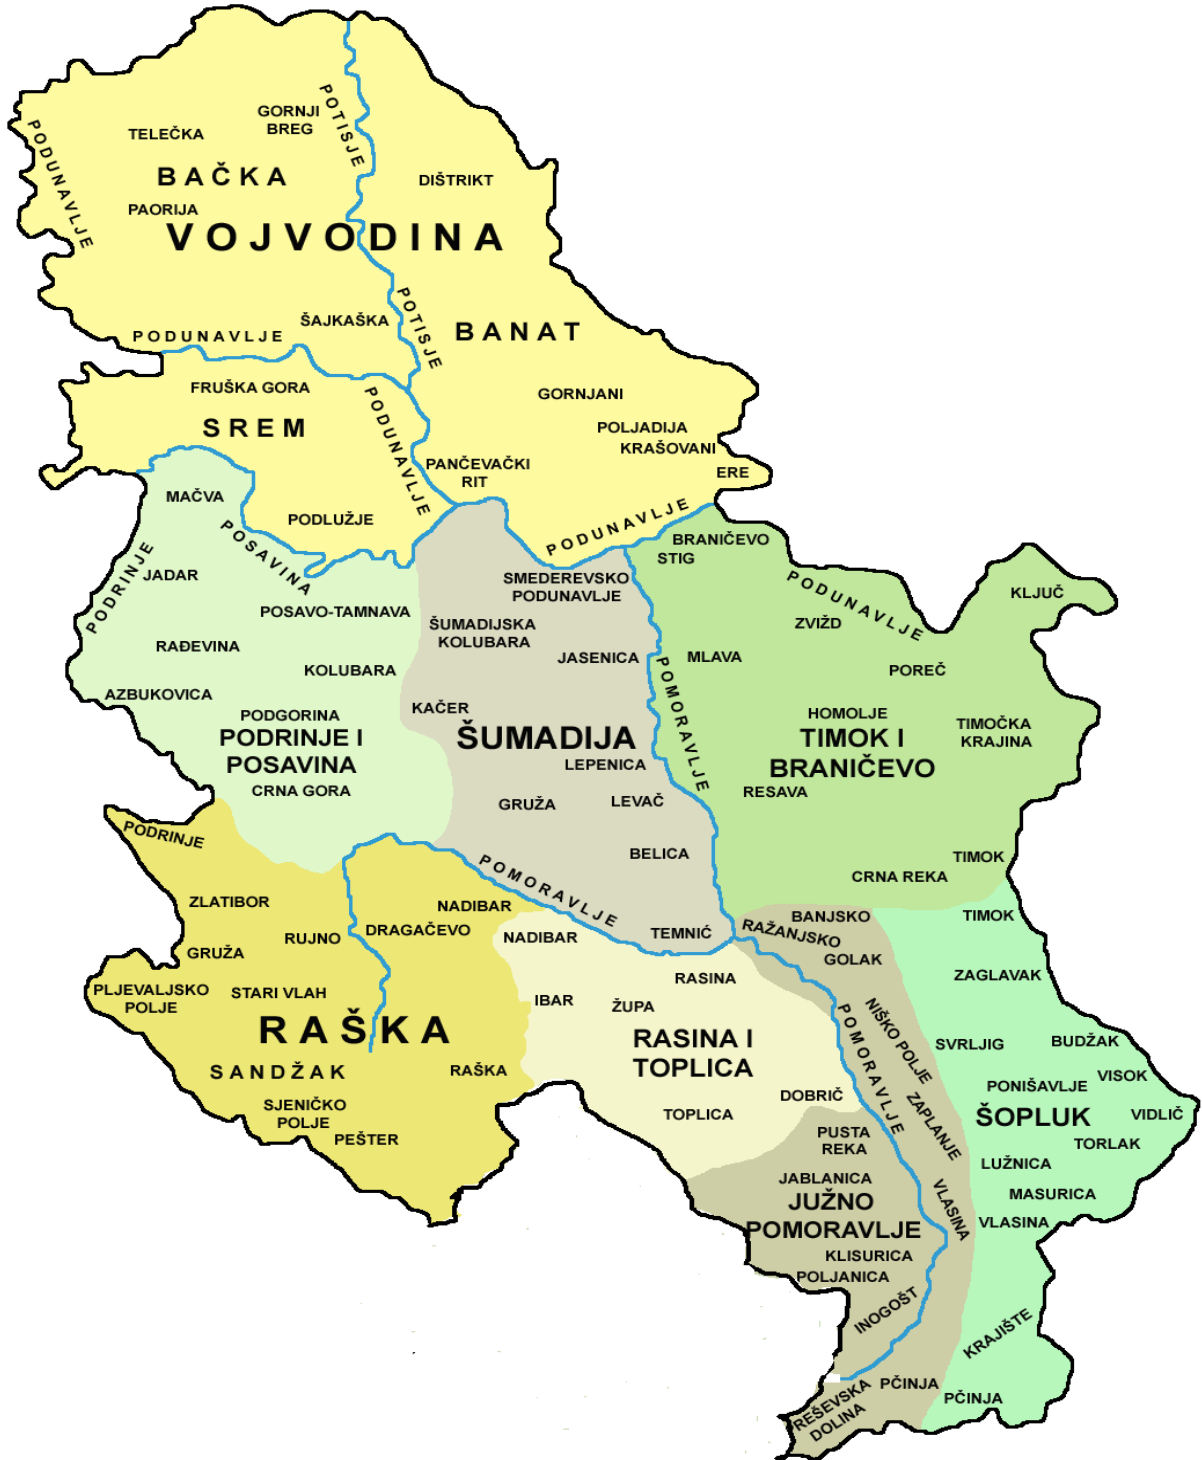 GORNJI
BREG
TELEČKA
POTISJE
PODUNAVLJE
BAČKA
DIŠTRIKT
PAORIJA
VOJVODINA
ŠAJKAŠKA
POTISJE
BANAT
PODUNAVLJE
FRUŠKA GORA
GORNJANI
SREM
PODUNAVLJE
POLJADIJA
KRAŠOVANI
PANČEVAČKI
RIT
ERE
MAČVA
PODLUŽJE
POSAVINA
PODUNAVLJE
BRANIČEVO
STIG
PODRINJE
JADAR
SMEDEREVSKO
PODUNAVLJE
PODUNAVLJE
KLJUČ
POSAVO-TAMNAVA
ŠUMADIJSKA
KOLUBARA
ZVIŽD
RAĐEVINA
KOLUBARA
JASENICA
MLAVA
POREČ
AZBUKOVICA
POMORAVLJE
KAČER
PODGORINA
PODRINJE I
POSAVINA
CRNA GORA
ŠUMADIJA
LEPENICA
HOMOLJE
TIMOK I
BRANIČEVO
TIMOČKA
KRAJINA
RESAVA
GRUŽA
LEVAČ
PODRINJE
BELICA
TIMOK
CRNA REKA
POMORAVLJE
ZLATIBOR
NADIBAR
RUJNO
DRAGAČEVO
NADIBAR
TEMNIĆ
RAŽANJSKO
BANJSKO
GOLAK
TIMOK
GRUŽA
PLJEVALJSKO
POLJE
STARI VLAH
RAŠKA
IBAR
RASINA
ŽUPA
ZAGLAVAK
NIŠKO POLJE
POMORAVLJE
RASINA I
TOPLICA
SVRLJIG
BUDŽAK
SANDŽAK
RAŠKA
VISOK
PONIŠAVLJE
SJENIČKO
POLJE
PEŠTER
TOPLICA
DOBRIČ
ZAPLANJE
ŠOPLUK
VIDLIČ
PUSTA
REKA
TORLAK
LUŽNICA
JABLANICA
JUŽNO
POMORAVLJE
VLASINA
MASURICA
VLASINA
KLISURICA
POLJANICA
INOGOŠT
KRAJIŠTE
PČINJA
PČINJA
PREŠEVSKA
DOLINA